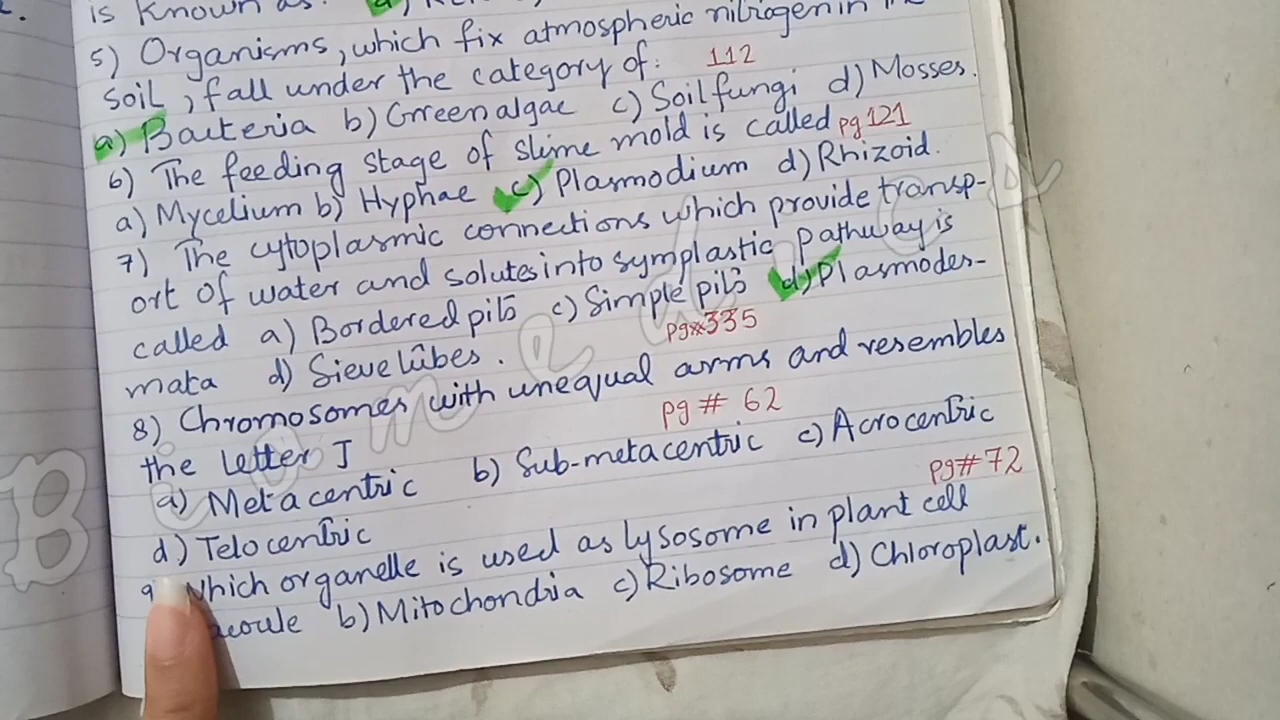 is known as:
5) Organisms, which fix atmospheric nitrogen in
soil, fall under the category of: 112
a) Bacteria b) Green algae c) Soil fungi d) Mosses.
6) The feeding stage of slime mold is called pg 121
a) Mycelium b) Hyphae c) Plasmodium d) Rhizoid.
7) The cytoplasmic connections which provide transp-
ort of water and solutes into symplastic pathway is
called a) Bordered pits c) Simple pits d) Plasmodes-
mata d) Sieve tubes. pg#335
8) Chromosomes with unequal arms and resembles
the letter J pg # 62
a) Metacentric b) Sub-metacentric c) Acrocentric
d) Telocentric pg#72
which organelle is used as lysosome in plant cell
b) Mitochondria c) Ribosome d) Chloroplast.